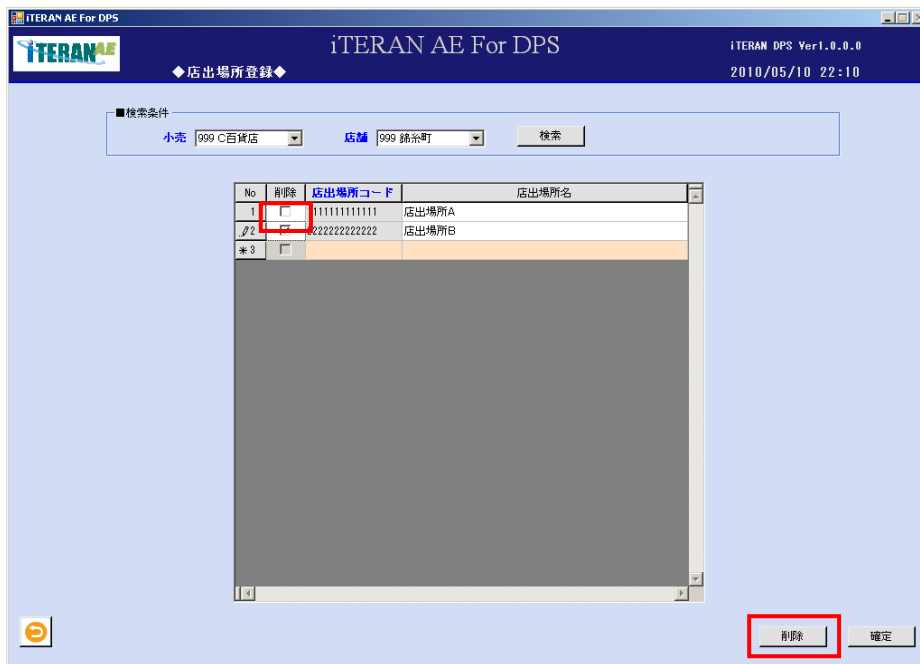 iTERAN AE For DPS
iTERAN AE
iTERAN AE For DPS
iTERAN DPS Ver1.0.0.0
◆店出場所登録◆
2010/05/10 22:10
■検索条件
小売 999 C百貨店 店舗 999 錦糸町 検索
No 削除 店出場所コード 店出場所名
1 111111111111 店出場所A
2 222222222222 店出場所B
*3
削除 確定